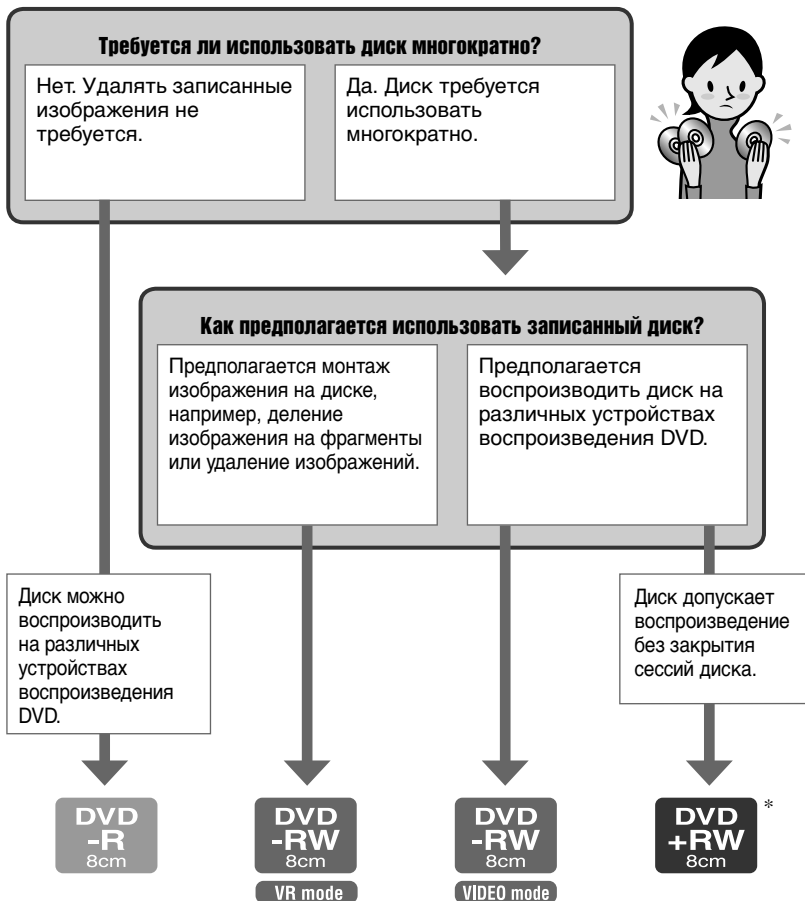 Требуется ли использовать диск многократно?
Нет. Удалять записанные
изображения не
требуется.
Да. Диск требуется
использовать
многократно.
Как предполагается использовать записанный диск?
Предполагается монтаж
изображения на диске,
например, деление
изображения на фрагменты
или удаление изображений.
Предполагается
воспроизводить диск на
различных устройствах
воспроизведения DVD.
Диск можно
воспроизводить
на различных
устройствах
воспроизведения
DVD.
Диск допускает
воспроизведение
без закрытия
сессий диска.
DVD
-R
8cm
DVD
-RW
8cm
VR mode
DVD
-RW
8cm
VIDEO mode
DVD
+RW
8cm
*